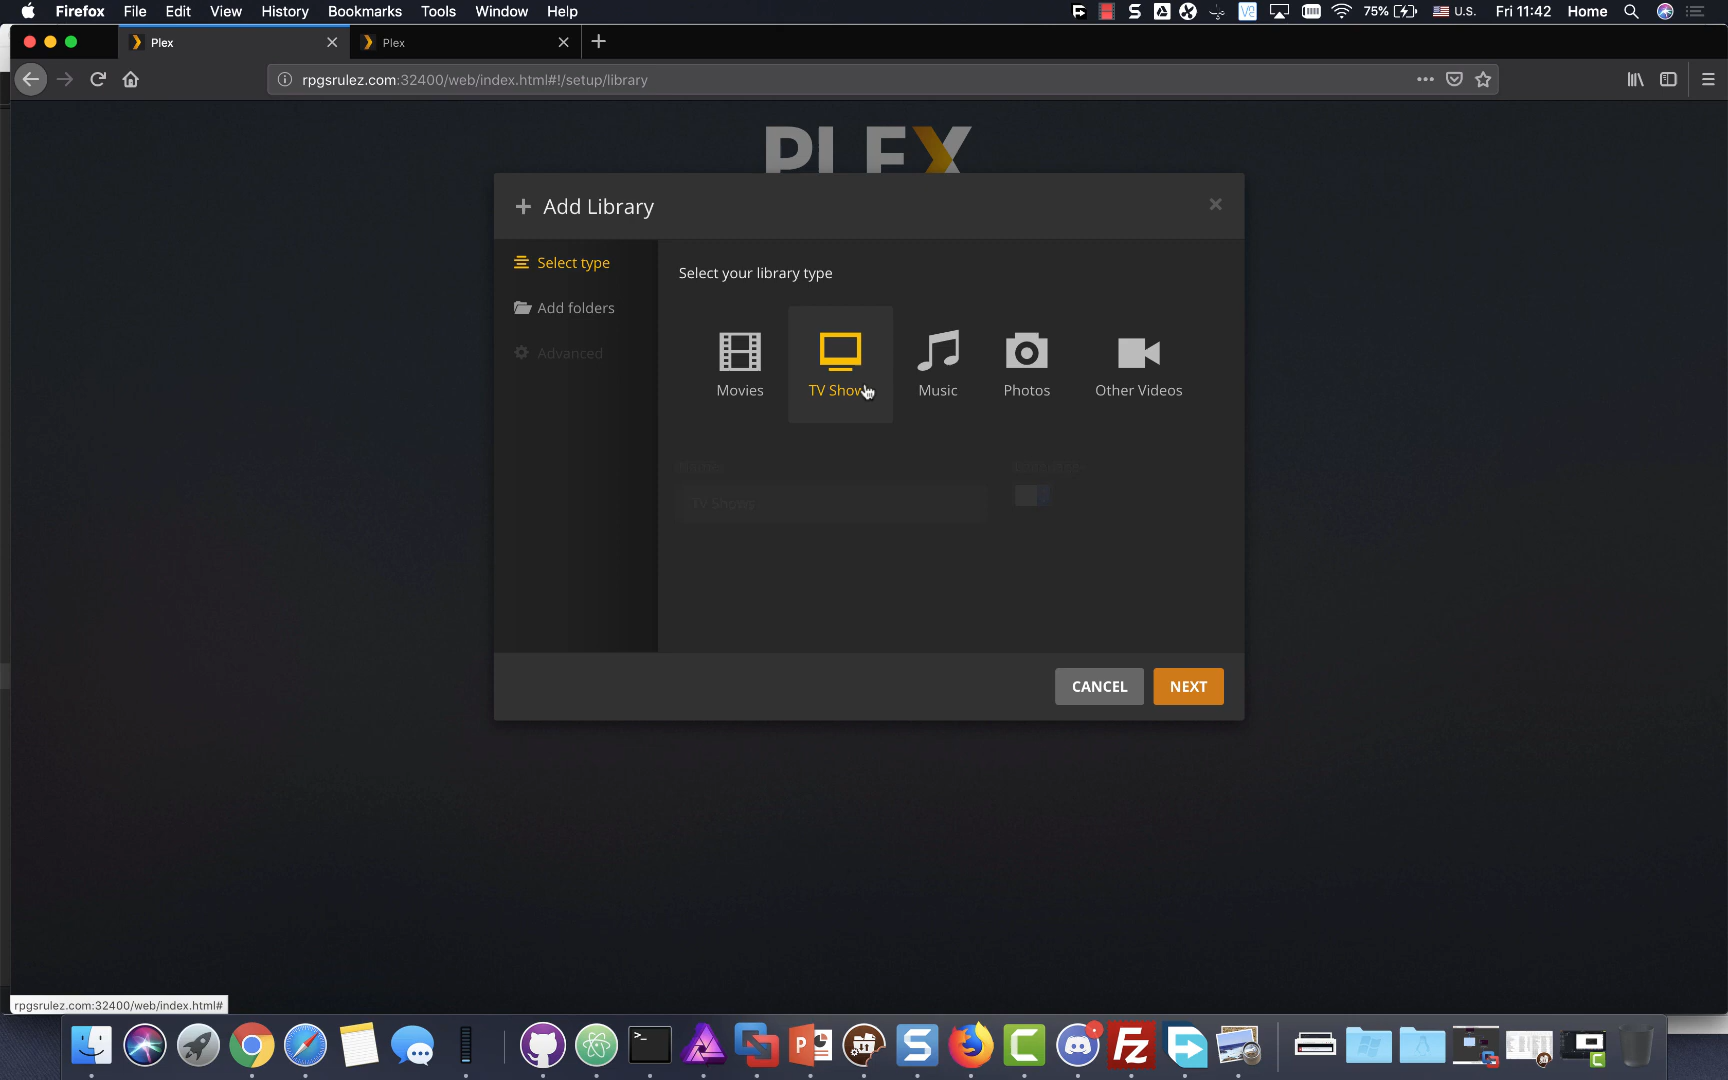 Firefox File Edit View History Bookmarks Tools Window Help 75% U.S. Fri 11:42 Home
Plex Plex
rpgsrulez.com:32400/web/index.html#!/setup/library
PLEX
Add Library
Select type
Add folders
Advanced
Select your library type
Movies TV Shows Music Photos Other Videos
TV Shows
CANCEL NEXT
rpgsrulez.com:32400/web/index.html#